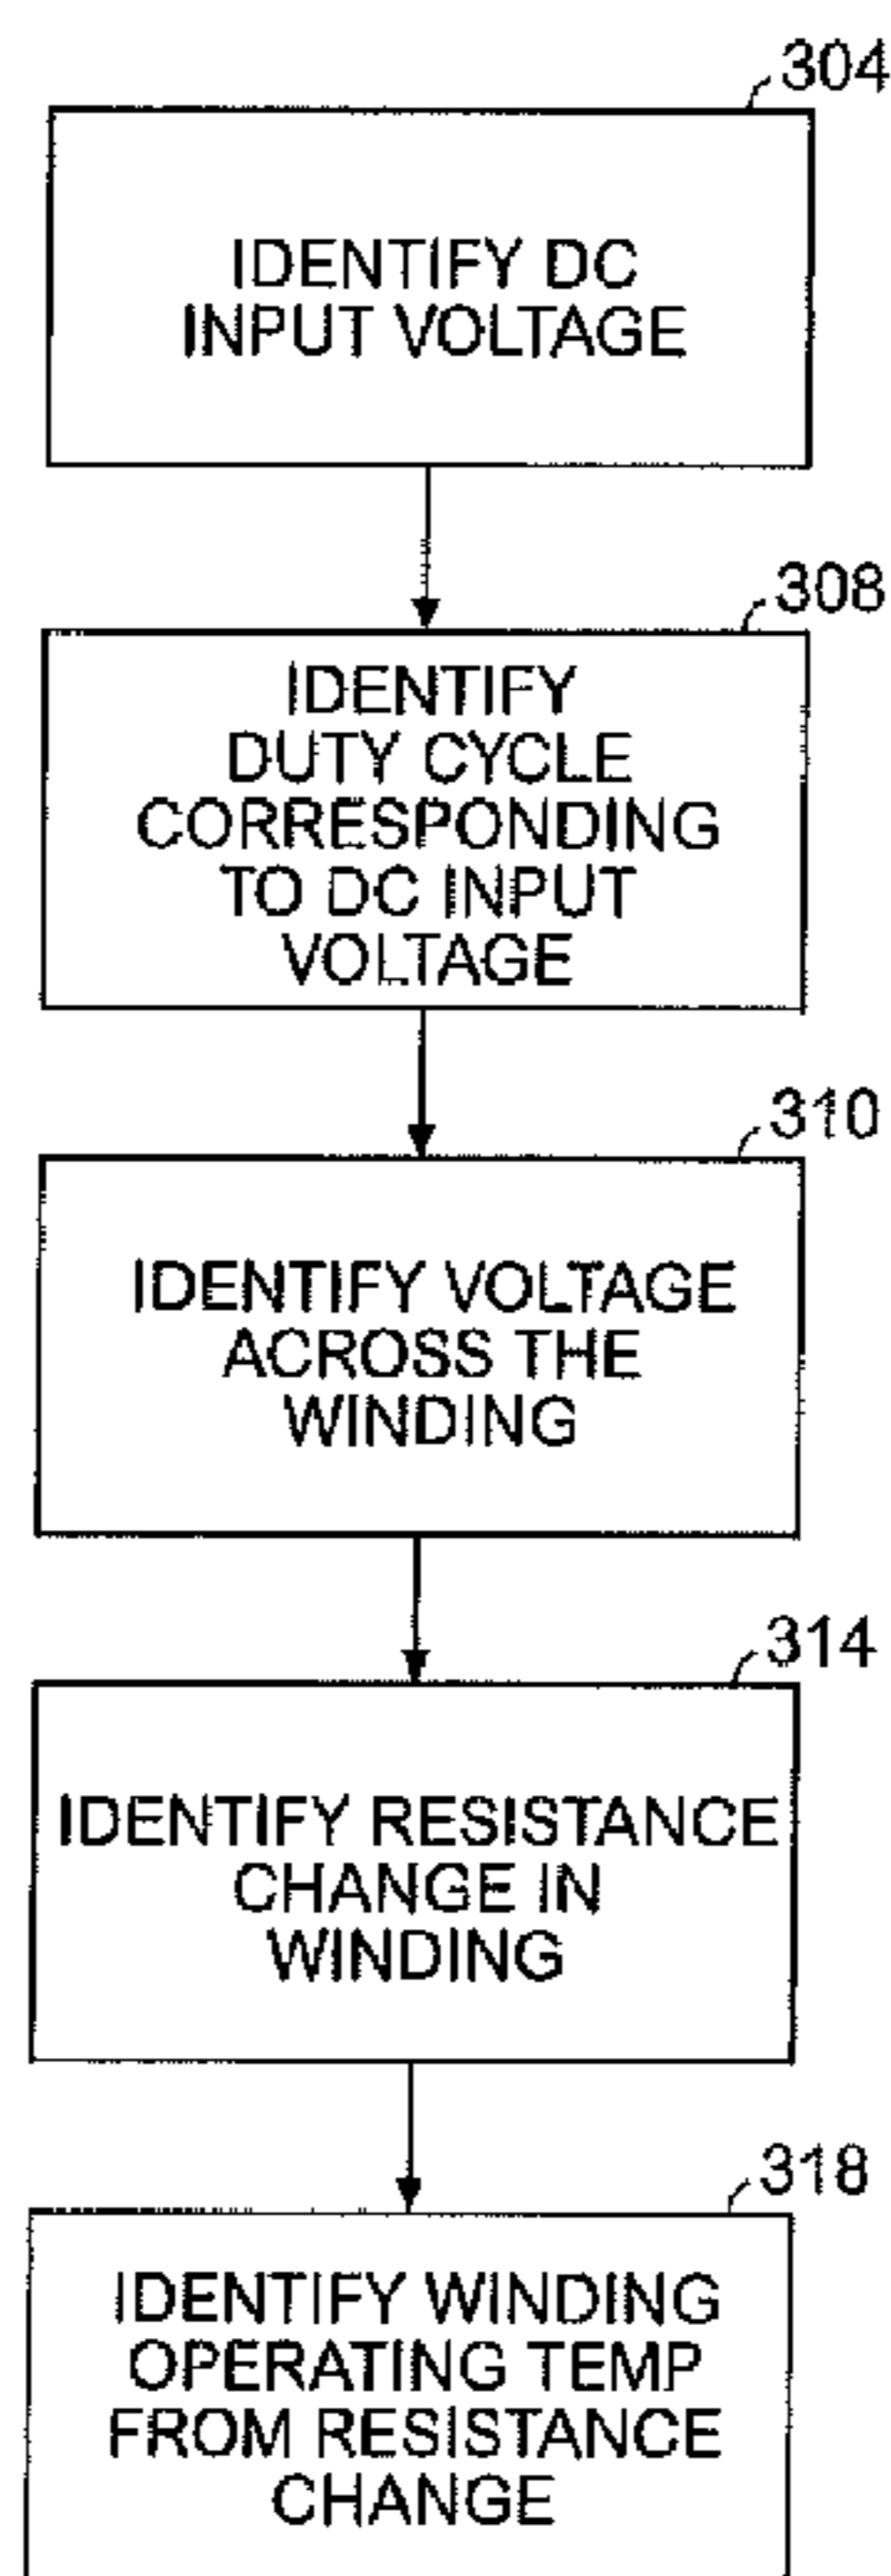 304
IDENTIFY DC
INPUT VOLTAGE
308
IDENTIFY
DUTY CYCLE
CORRESPONDING
TO DC INPUT
VOLTAGE
310
IDENTIFY VOLTAGE
ACROSS THE
WINDING
314
IDENTIFY RESISTANCE
CHANGE IN
WINDING
318
IDENTIFY WINDING
OPERATING TEMP
FROM RESISTANCE
CHANGE